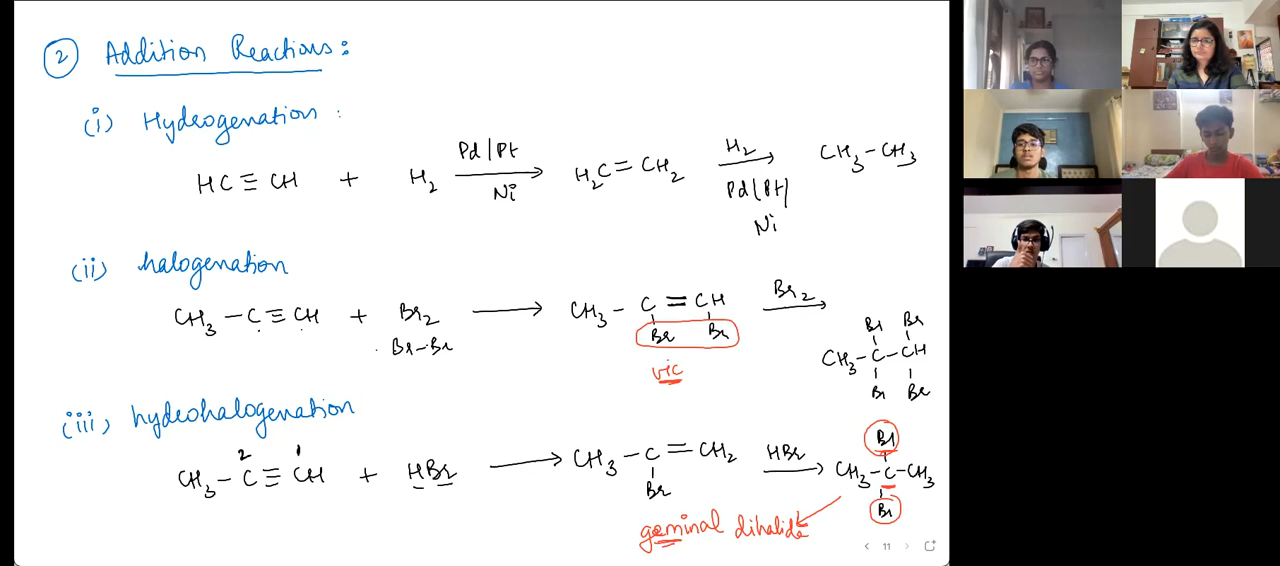 2 Addition Reactions:
(i) Hydrogenation:
HC≡CH + H2 Pd/Pt Ni H2C=CH2 H2 Pd/Pt/ Ni CH3-CH3
(ii) halogenation
CH3-C≡CH + Br2 CH3-C=CH Br2
Br-Br Br Br
vic
Br Br
CH3-C-CH
Br Br
(iii) hydrohalogenation
2 1
CH3-C≡CH + HBr CH3-C=CH2 HBr
Br
Br
CH3-C-CH3
Br
geminal dihalide
< 11 >